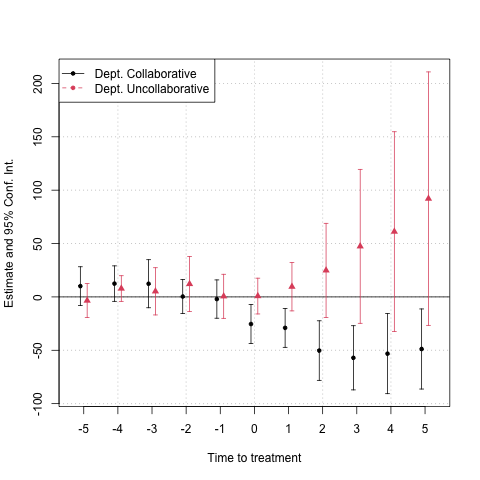 Dept. Collaborative
Dept. Uncollaborative
Estimate and 95% Conf. Int.
200
150
100
50
0
-50
-100
-5 -4 -3 -2 -1 0 1 2 3 4 5
Time to treatment